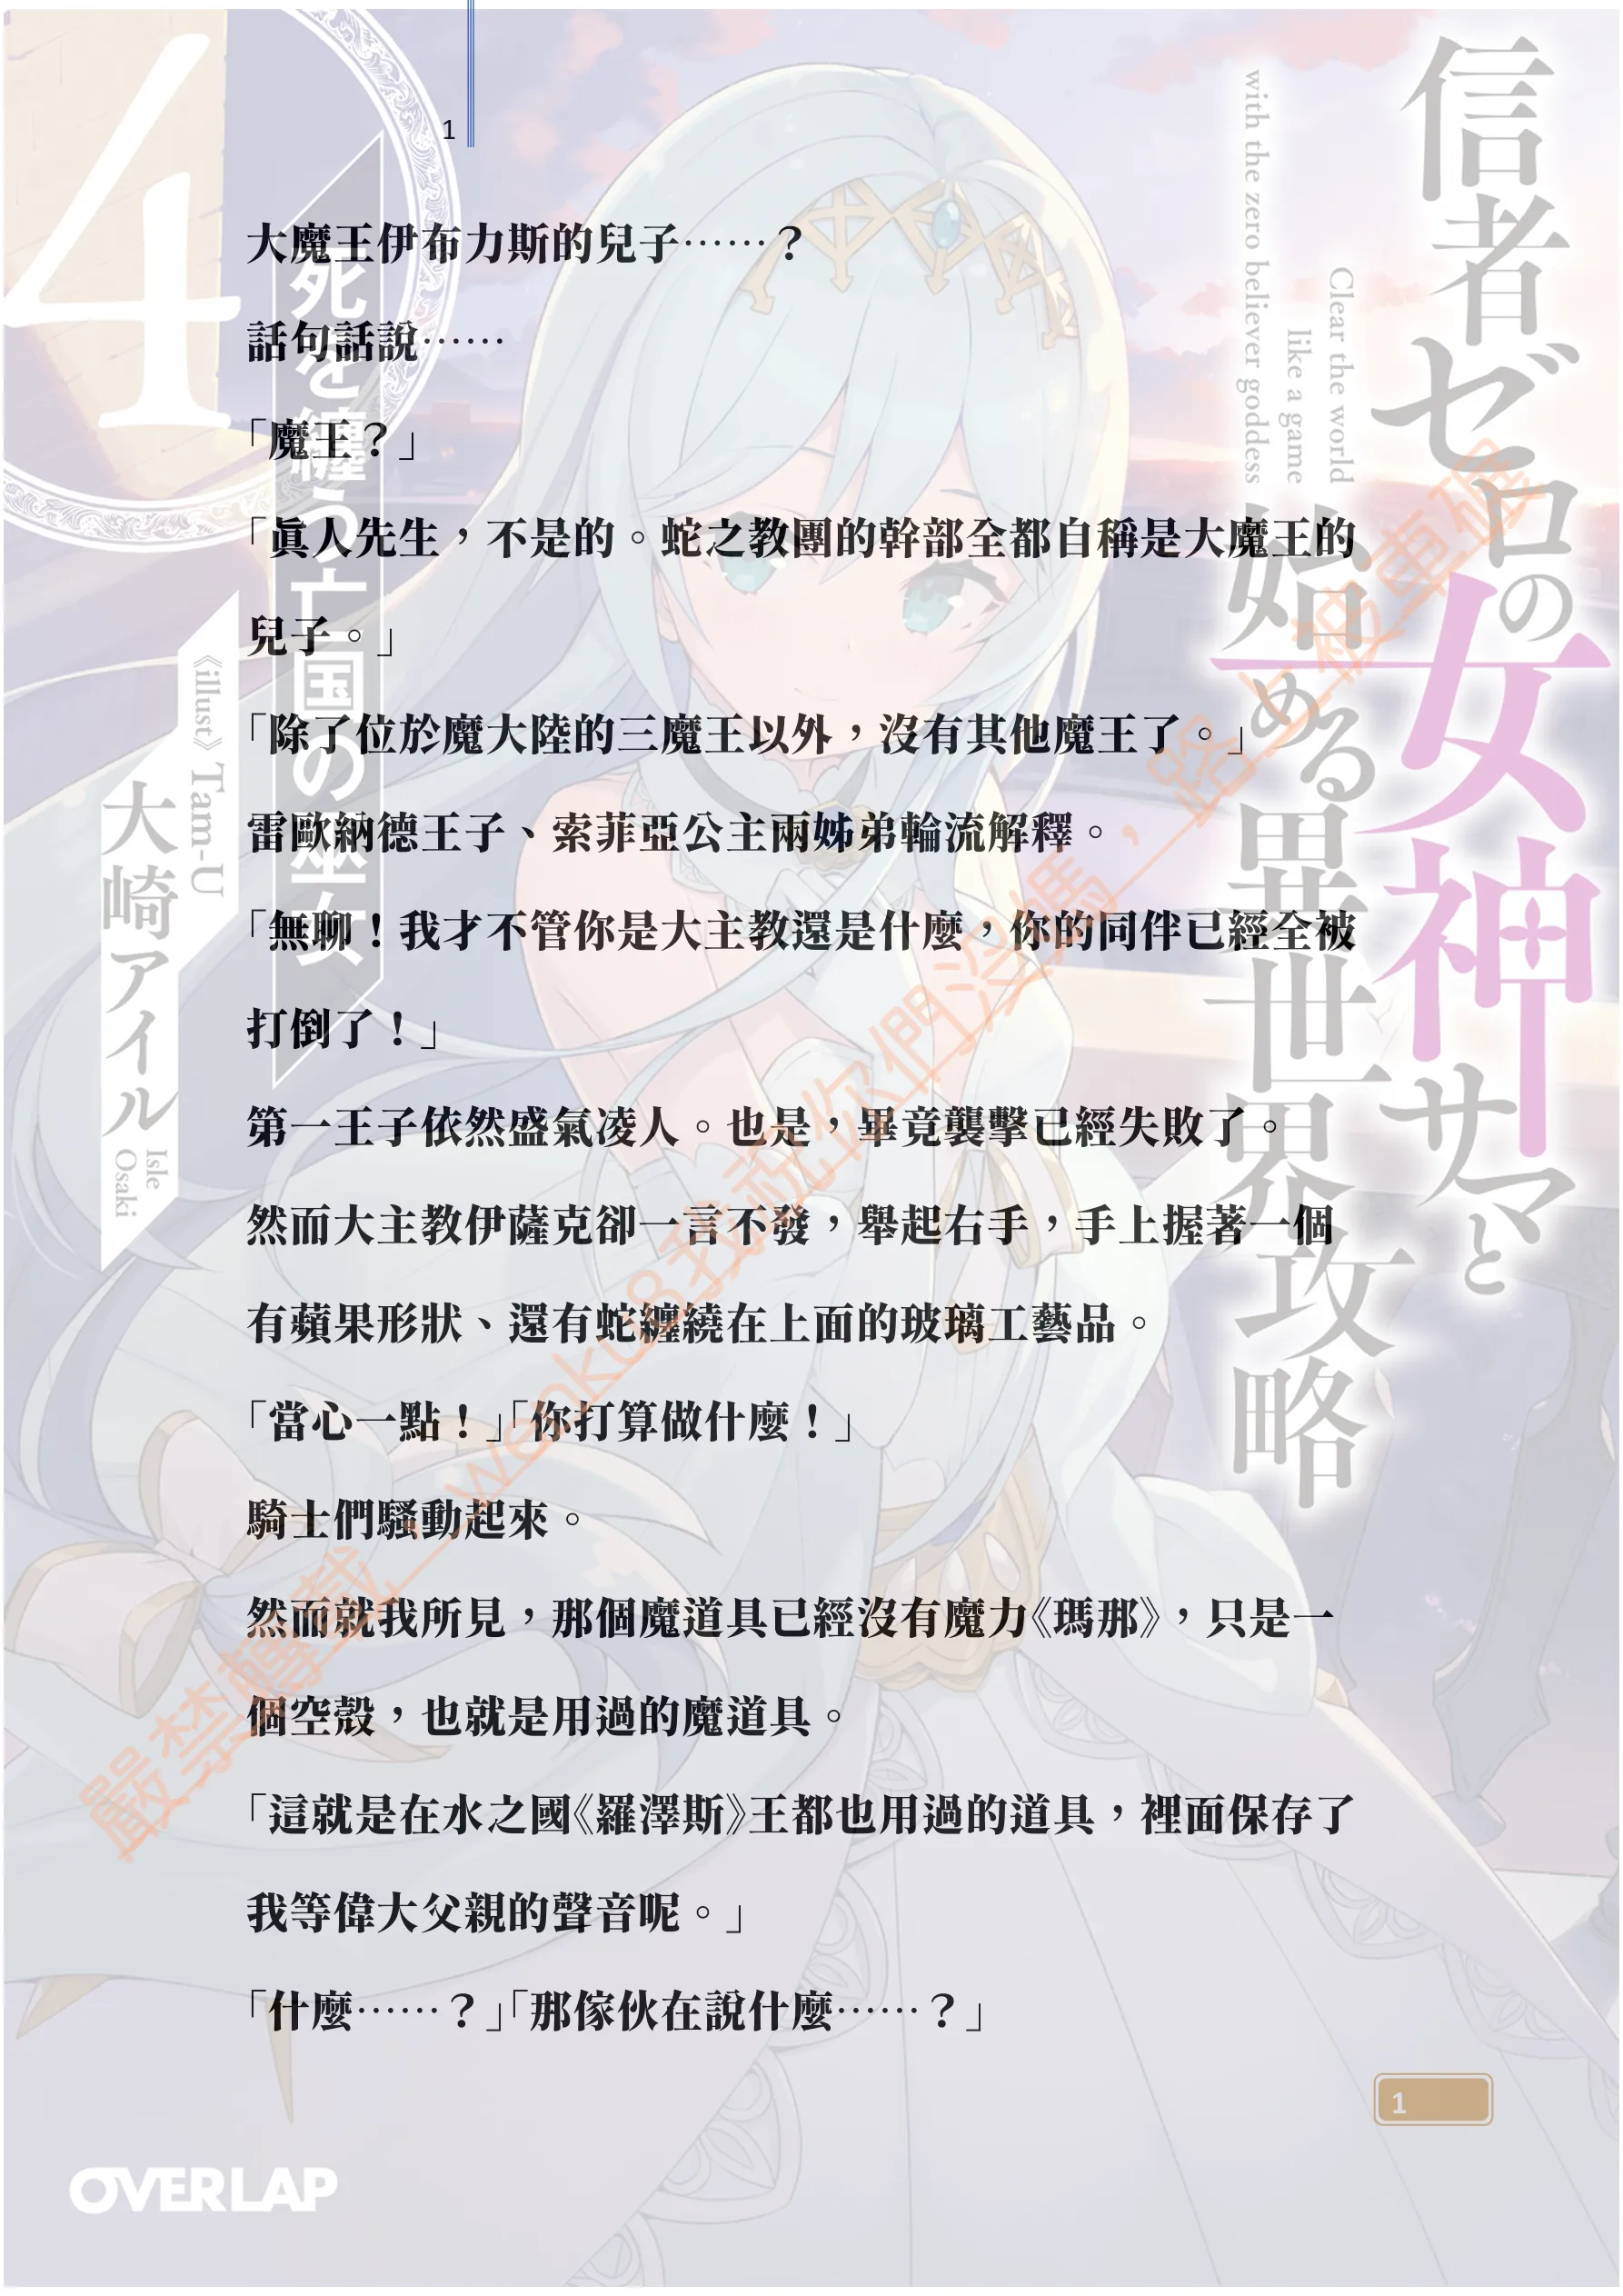 1
大魔王伊布力斯的兒子……？
話句話說……
「魔王？」
「眞人先生，不是的。蛇之教團的幹部全都自稱是大魔王的
兒子。」
「除了位於魔大陸的三魔王以外，沒有其他魔王了。」
雷歐納德王子、索菲亞公主兩姊弟輪流解釋。
「無聊！我才不管你是大主教還是什麼，你的同伴已經全被
打倒了！」
第一王子依然盛氣凌人。也是，畢竟襲擊已經失敗了。
然而大主教伊薩克卻一言不發，舉起右手，手上握著一個
有蘋果形狀、還有蛇纏繞在上面的玻璃工藝品。
「當心一點！」「你打算做什麼！」
騎士們騷動起來。
然而就我所見，那個魔道具已經沒有魔力《瑪那》，只是一
個空殼，也就是用過的魔道具。
「這就是在水之國《羅澤斯》王都也用過的道具，裡面保存了
我等偉大父親的聲音呢。」
「什麼……？」「那傢伙在說什麼……？」
1
信者ゼロの女神サマと
始める異世界攻略
Clear the world
like a game
with the zero believer goddess
4
死を纏う亡国の巫女
《illust》Tam-U
大崎アイル
Isle
Osaki
OVERLAP
嚴禁轉載 wenku8我祝你們沒媽，路上被車碾